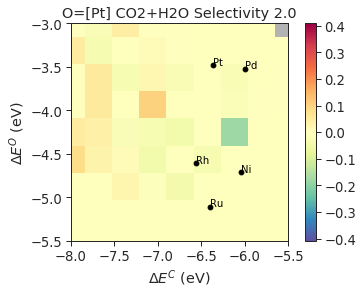 O=[Pt] CO2+H2O Selectivity 2.0
−3.0
−3.5
−4.0
−4.5
−5.0
−5.5
ΔE^O (eV)
Pt
Pd
Rh
Ni
Ru
−8.0 −7.5 −7.0 −6.5 −6.0 −5.5
ΔE^C (eV)
0.4
0.3
0.2
0.1
0.0
−0.1
−0.2
−0.3
−0.4